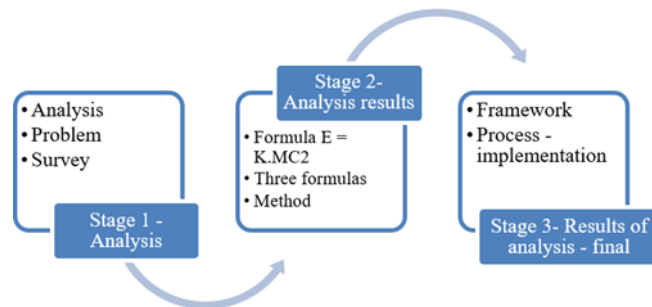 • Analysis
• Problem
• Survey
Stage 1 -
Analysis
Stage 2-
Analysis results
• Formula E =
K.MC2
• Three formulas
• Method
• Framework
• Process -
implementation
Stage 3- Results of
analysis - final